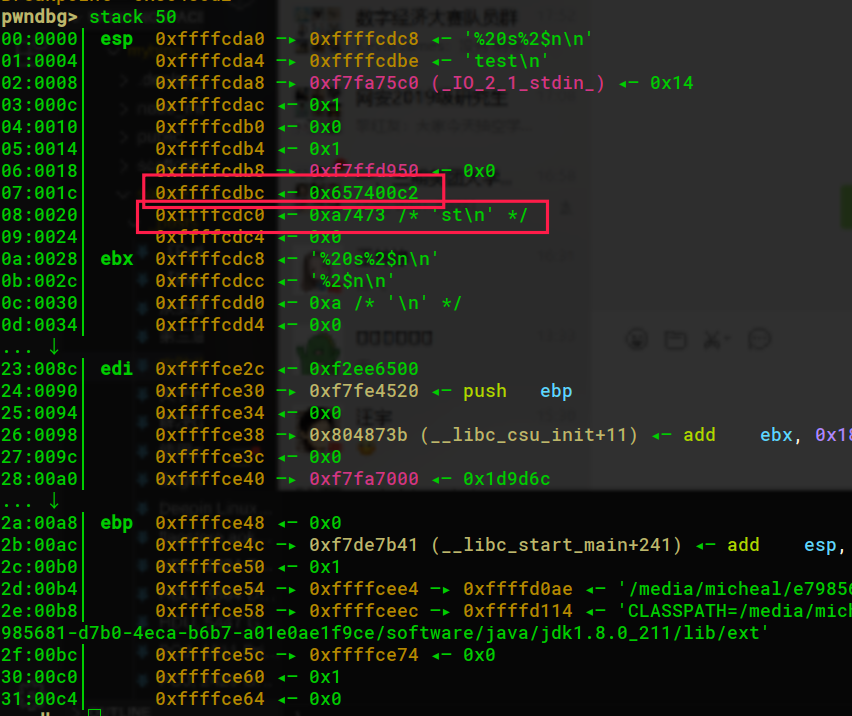 pwndbg> stack 50
00:0000│ esp 0xffffcda0 —▸ 0xffffcdc8 ◂— '%20s%2$n\n'
01:0004│ 0xffffcda4 —▸ 0xffffcdbe ◂— 'test\n'
02:0008│ 0xffffcda8 —▸ 0xf7fa75c0 (_IO_2_1_stdin_) ◂— 0x14
03:000c│ 0xffffcdac ◂— 0x1
04:0010│ 0xffffcdb0 ◂— 0x0
05:0014│ 0xffffcdb4 ◂— 0x1
06:0018│ 0xffffcdb8 —▸ 0xf7ffd950 ◂— 0x0
07:001c│ 0xffffcdbc ◂— 0x657400c2
08:0020│ 0xffffcdc0 ◂— 0xa7473 /* 'st\n' */
09:0024│ 0xffffcdc4 ◂— 0x0
0a:0028│ ebx 0xffffcdc8 ◂— '%20s%2$n\n'
0b:002c│ 0xffffcdcc ◂— '%2$n\n'
0c:0030│ 0xffffcdd0 ◂— 0xa /* '\n' */
0d:0034│ 0xffffcdd4 ◂— 0x0
... ↓
23:008c│ edi 0xffffce2c ◂— 0xf2ee6500
24:0090│ 0xffffce30 —▸ 0xf7fe4520 ◂— push ebp
25:0094│ 0xffffce34 ◂— 0x0
26:0098│ 0xffffce38 —▸ 0x804873b (__libc_csu_init+11) ◂— add ebx, 0x18
27:009c│ 0xffffce3c ◂— 0x0
28:00a0│ 0xffffce40 —▸ 0xf7fa7000 ◂— 0x1d9d6c
... ↓
2a:00a8│ ebp 0xffffce48 ◂— 0x0
2b:00ac│ 0xffffce4c —▸ 0xf7de7b41 (__libc_start_main+241) ◂— add esp,
2c:00b0│ 0xffffce50 ◂— 0x1
2d:00b4│ 0xffffce54 —▸ 0xffffcee4 —▸ 0xffffd0ae ◂— '/media/micheal/e79856
2e:00b8│ 0xffffce58 —▸ 0xffffceec —▸ 0xffffd114 ◂— 'CLASSPATH=/media/mich
985681-d7b0-4eca-b6b7-a01e0ae1f9ce/software/java/jdk1.8.0_211/lib/ext'
2f:00bc│ 0xffffce5c —▸ 0xffffce74 ◂— 0x0
30:00c0│ 0xffffce60 ◂— 0x1
31:00c4│ 0xffffce64 ◂— 0x0